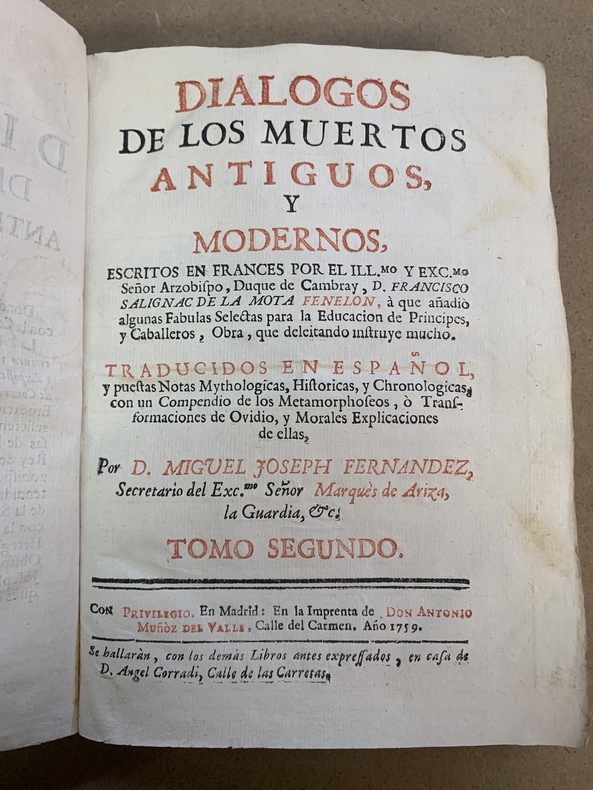 DIALOGOS
DE LOS MUERTOS
ANTIGUOS,
Y
MODERNOS,
ESCRITOS EN FRANCES POR EL ILL.MO Y EXC.MO
Señor Arzobispo, Duque de Cambray, D. FRANCISCO
SALIGNAC DE LA MOTA FENELON, à que añadiò
algunas Fabulas Selectas para la Educacion de Principes,
y Caballeros, Obra, que deleitando instruye mucho.
TRADUCIDOS EN ESPAÑOL,
y puestas Notas Mythologicas, Historicas, y Chronologicas,
con un Compendio de los Metamorphoseos, ò Trans-
formaciones de Ovidio, y Morales Explicaciones
de ellas,
Por D. MIGUEL JOSEPH FERNANDEZ,
Secretario del Exc.mo Señor Marquès de Ariza,
la Guardia, &c.
TOMO SEGUNDO.
CON PRIVILEGIO. En Madrid: En la Imprenta de DON ANTONIO
MUÑOZ DEL VALLE, Calle del Carmen. Año 1759.
Se hallaràn, con los demàs Libros antes expressados, en casa de
D. Angel Corradi, Calle de las Carretas.